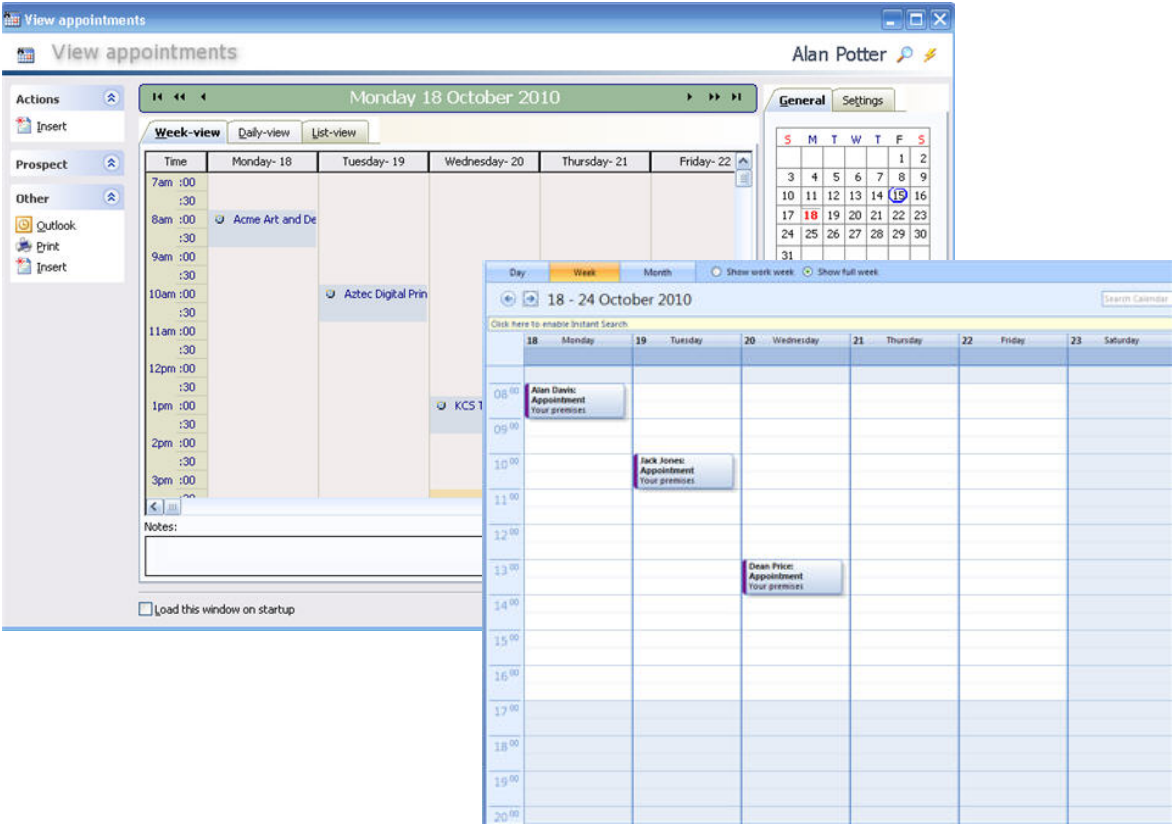 View appointments
View appointments
Alan Potter
Actions
Insert
Prospect
Other
Outlook
Print
Insert
Monday 18 October 2010
Week-view Daily-view List-view
Time Monday- 18 Tuesday- 19 Wednesday- 20 Thursday- 21 Friday- 22
7am :00
:30
8am :00 Acme Art and De
:30
9am :00
:30
10am :00 Aztec Digital Prin
:30
11am :00
:30
12pm :00
:30
1pm :00 KCS T
:30
2pm :00
:30
3pm :00
:30
Notes:
Load this window on startup
General Settings
S M T W T F S
1 2
3 4 5 6 7 8 9
10 11 12 13 14 15 16
17 18 19 20 21 22 23
24 25 26 27 28 29 30
31
Day Week Month Show work week Show full week
18 - 24 October 2010
Search Calendar
Click here to enable Instant Search
18 Monday 19 Tuesday 20 Wednesday 21 Thursday 22 Friday 23 Saturday
08 00
Alan Davis:
Appointment
Your premises
09 00
10 00
Jack Jones:
Appointment
Your premises
11 00
12 00
13 00
Dean Price:
Appointment
Your premises
14 00
15 00
16 00
17 00
18 00
19 00
20 00